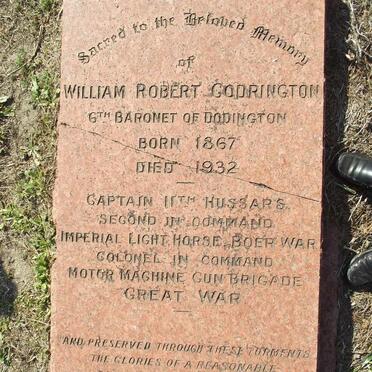 Sacred to the Beloved Memory
of
WILLIAM ROBERT CODRINGTON
6TH BARONET OF DODINGTON
BORN 1867
DIED 1932
CAPTAIN 11TH HUSSARS
SECOND IN COMMAND
IMPERIAL LIGHT HORSE, BOER WAR
COLONEL IN COMMAND
MOTOR MACHINE GUN BRIGADE
GREAT WAR
AND PRESERVED THROUGH THESE TORMENTS
THE GLORIES OF A REASONABLE